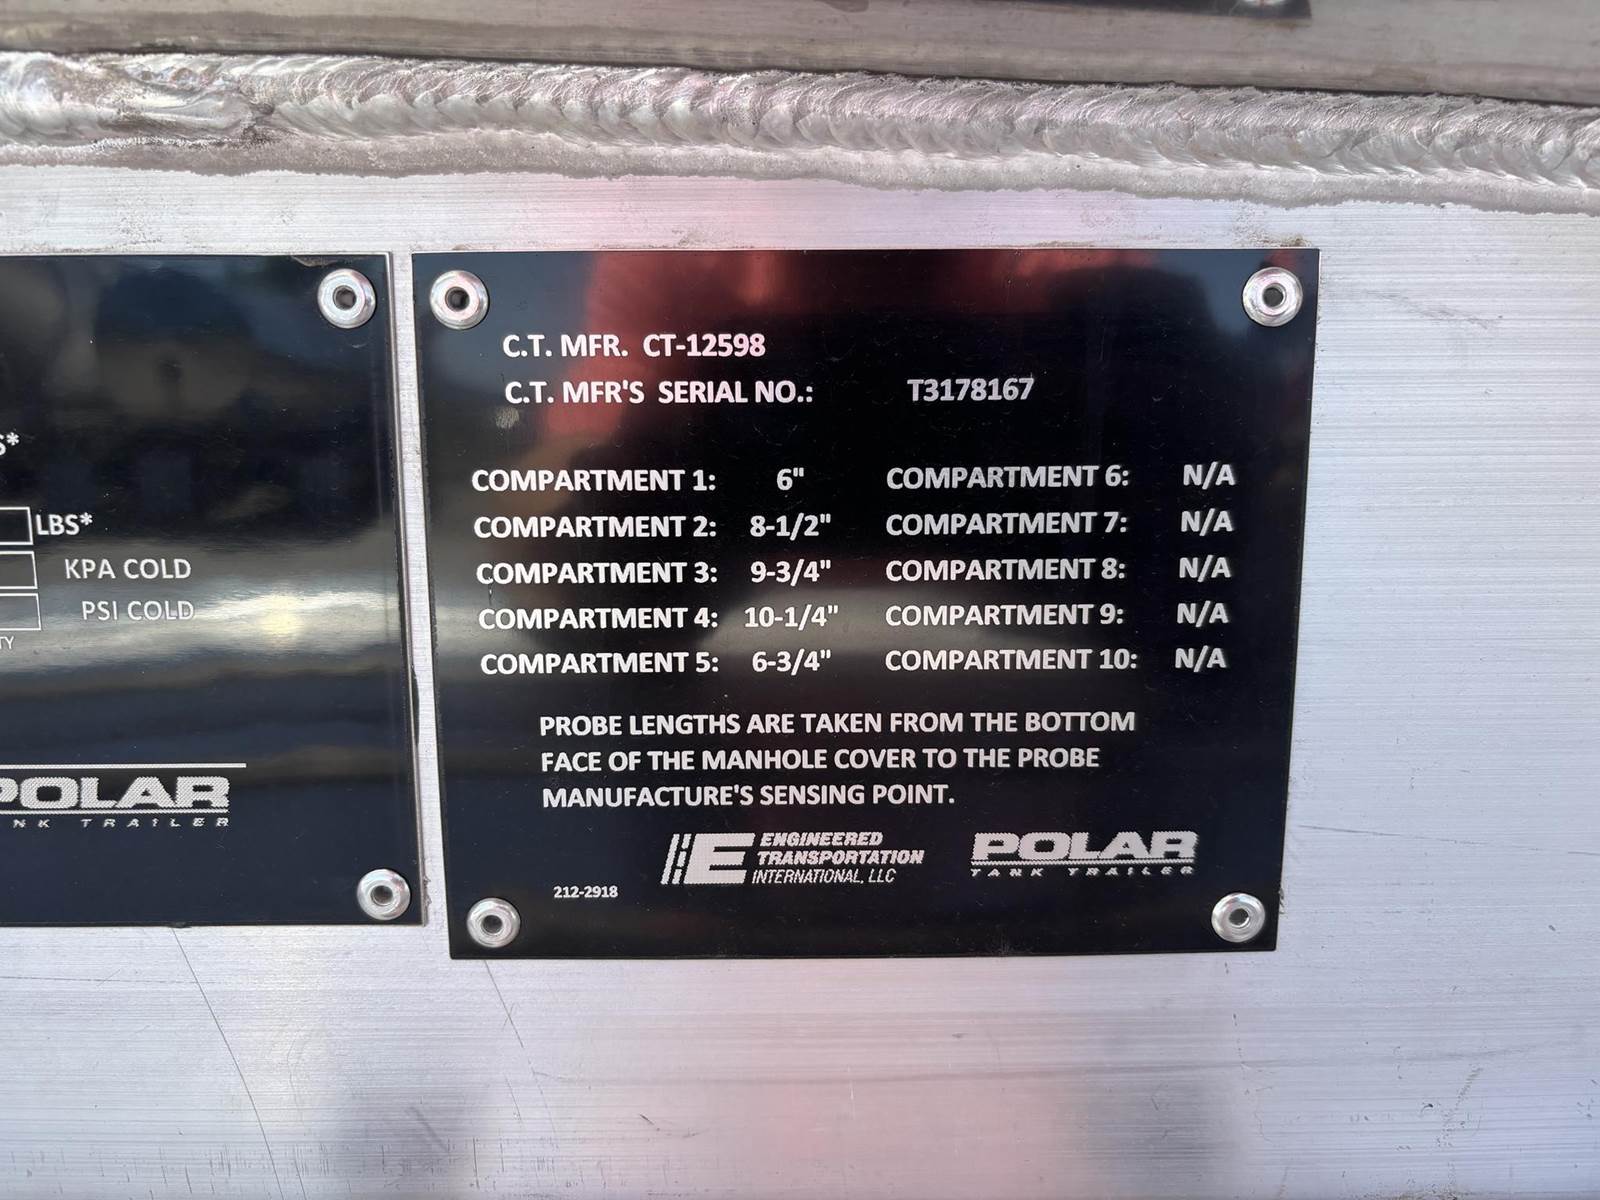 LBS*
KPA COLD
PSI COLD
POLAR
TANK TRAILER
C.T. MFR. CT-12598
C.T. MFR'S SERIAL NO.: T3178167
COMPARTMENT 1: 6" COMPARTMENT 6: N/A
COMPARTMENT 2: 8-1/2" COMPARTMENT 7: N/A
COMPARTMENT 3: 9-3/4" COMPARTMENT 8: N/A
COMPARTMENT 4: 10-1/4" COMPARTMENT 9: N/A
COMPARTMENT 5: 6-3/4" COMPARTMENT 10: N/A
PROBE LENGTHS ARE TAKEN FROM THE BOTTOM
FACE OF THE MANHOLE COVER TO THE PROBE
MANUFACTURE'S SENSING POINT.
212-2918
E ENGINEERED
TRANSPORTATION
INTERNATIONAL, LLC
POLAR
TANK TRAILER